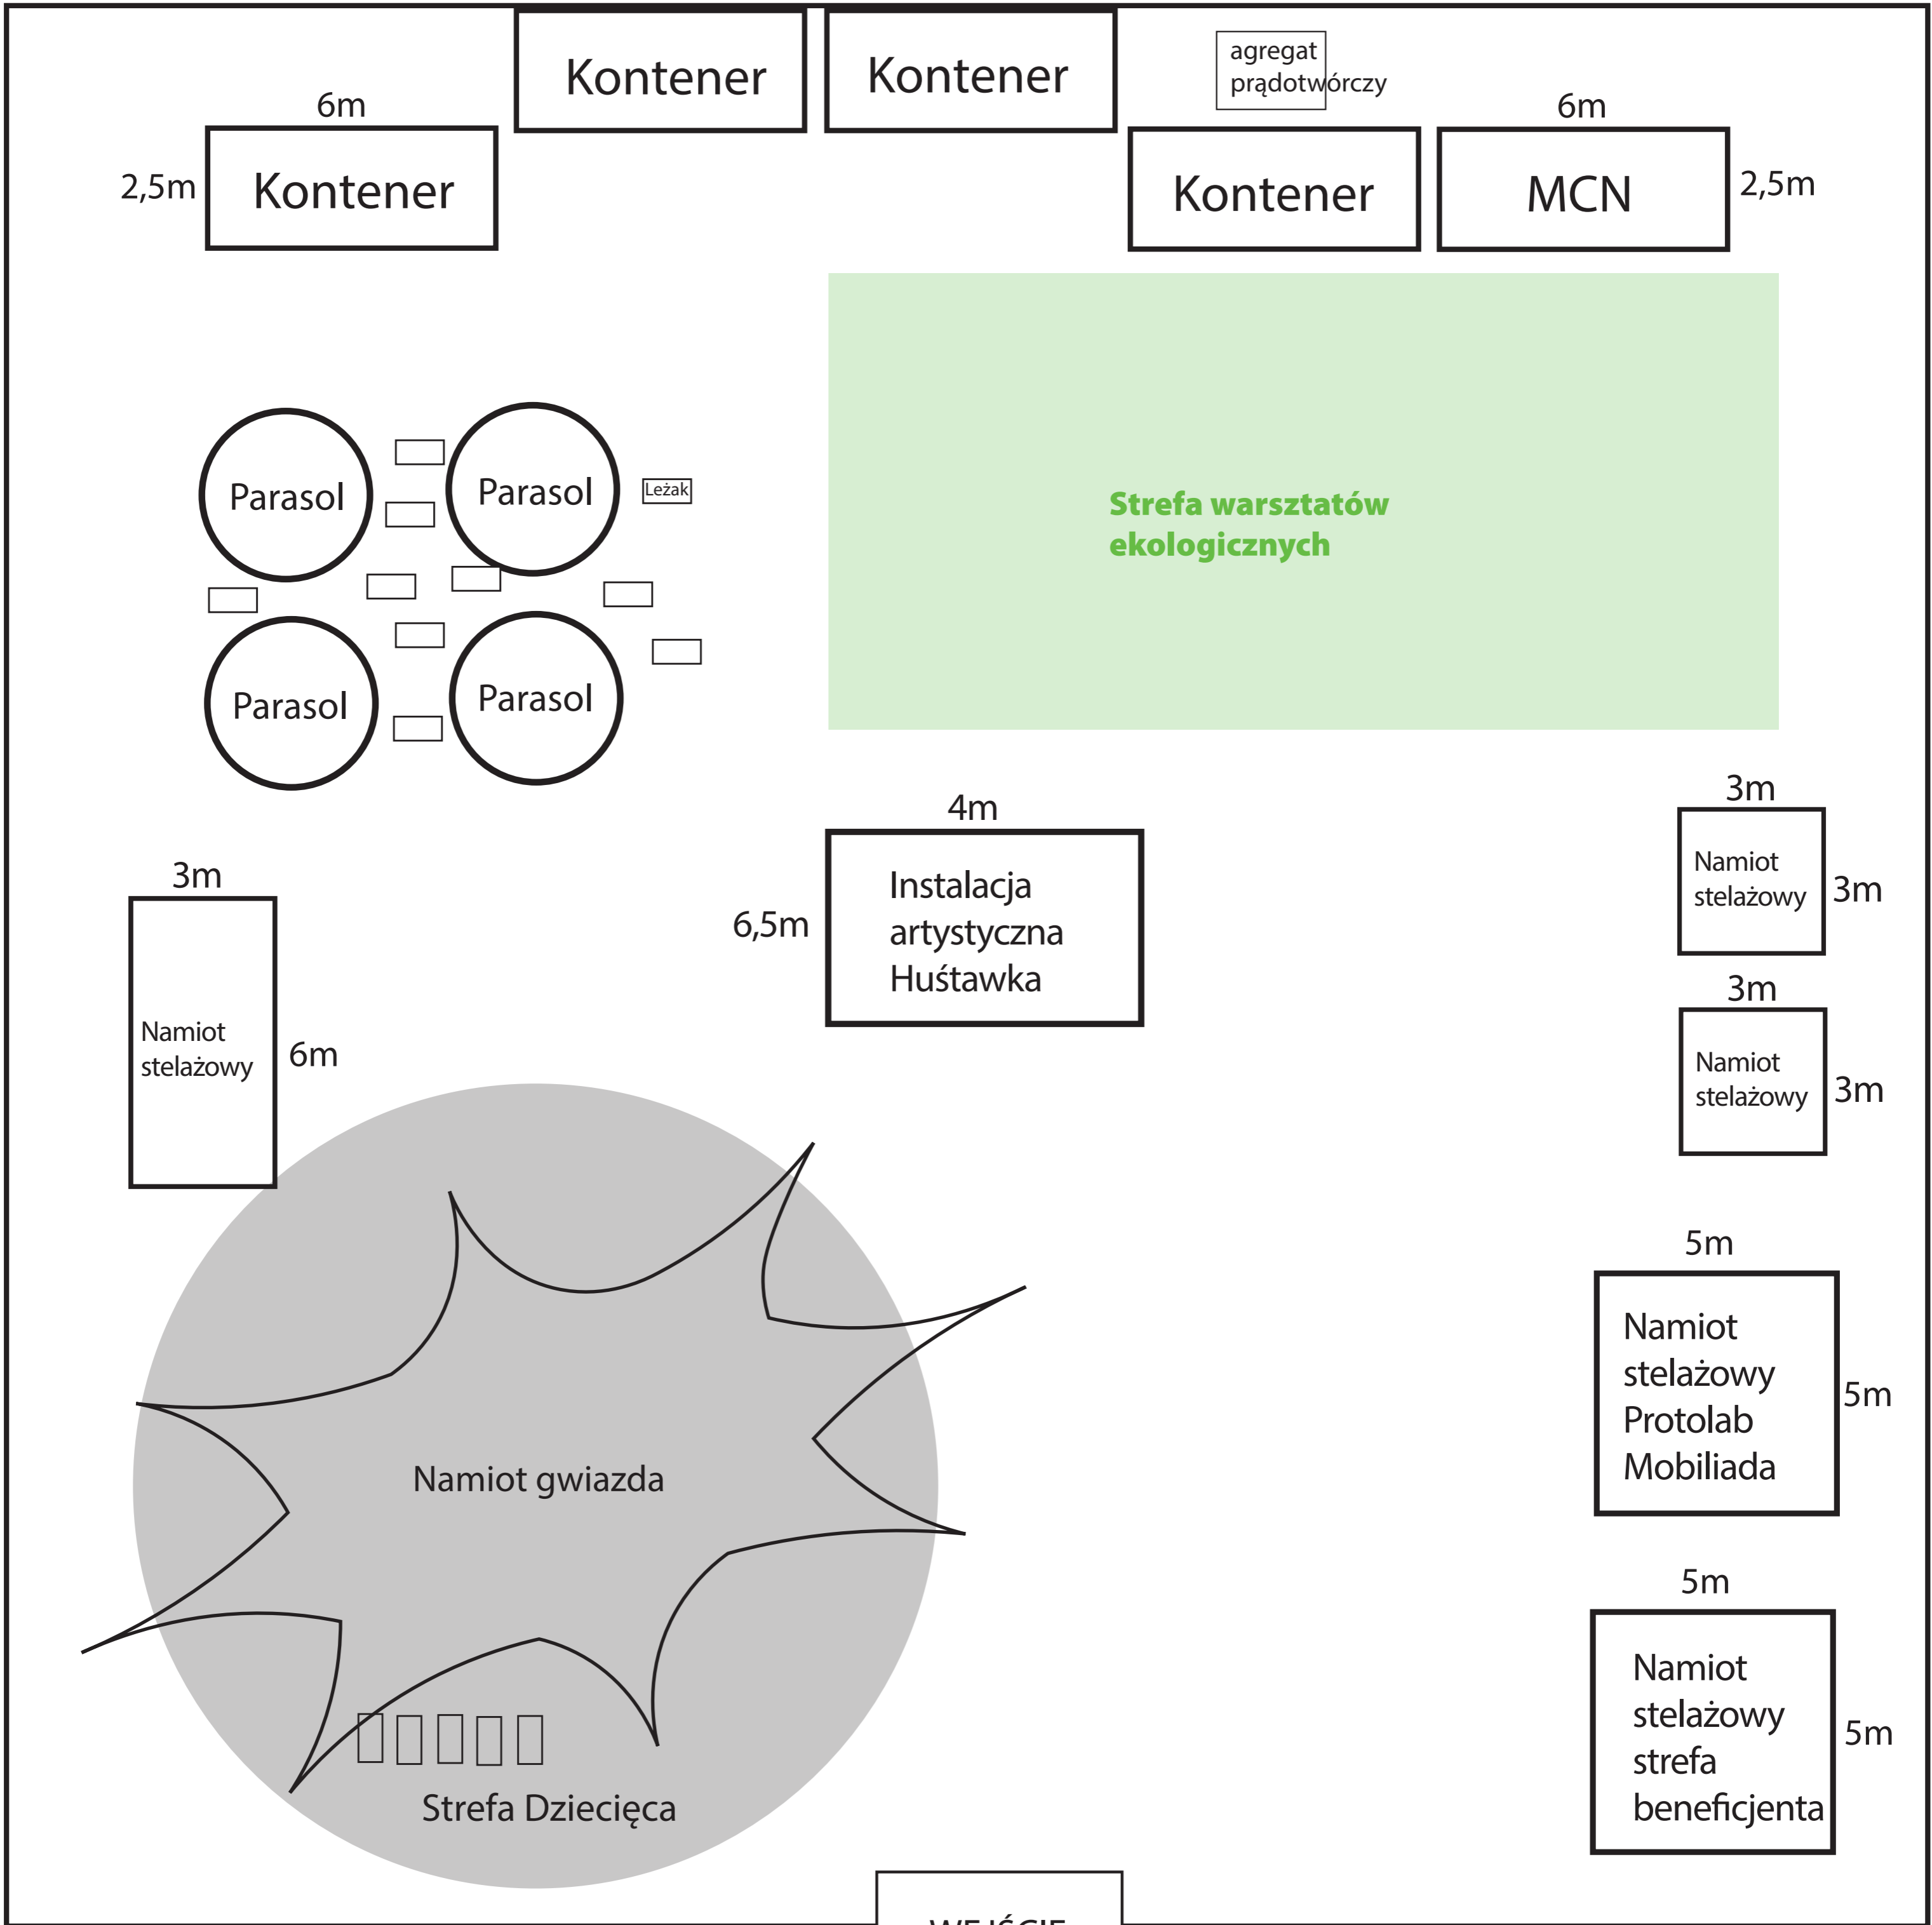 Kontener
Kontener
agregat
prądotwórczy
6m
6m
2,5m
Kontener
Kontener
MCN
2,5m
Parasol
Parasol
Leżak
Strefa warsztatów
ekologicznych
Parasol
Parasol
3m
4m
Namiot
stelażowy
3m
3m
Instalacja
artystyczna
Huśtawka
6,5m
3m
Namiot
stelażowy
3m
Namiot
stelażowy
6m
5m
Namiot
stelażowy
Protolab
Mobiliada
5m
Namiot gwiazda
5m
Namiot
stelażowy
strefa
beneficjenta
5m
Strefa Dziecięca
WEJŚCIE